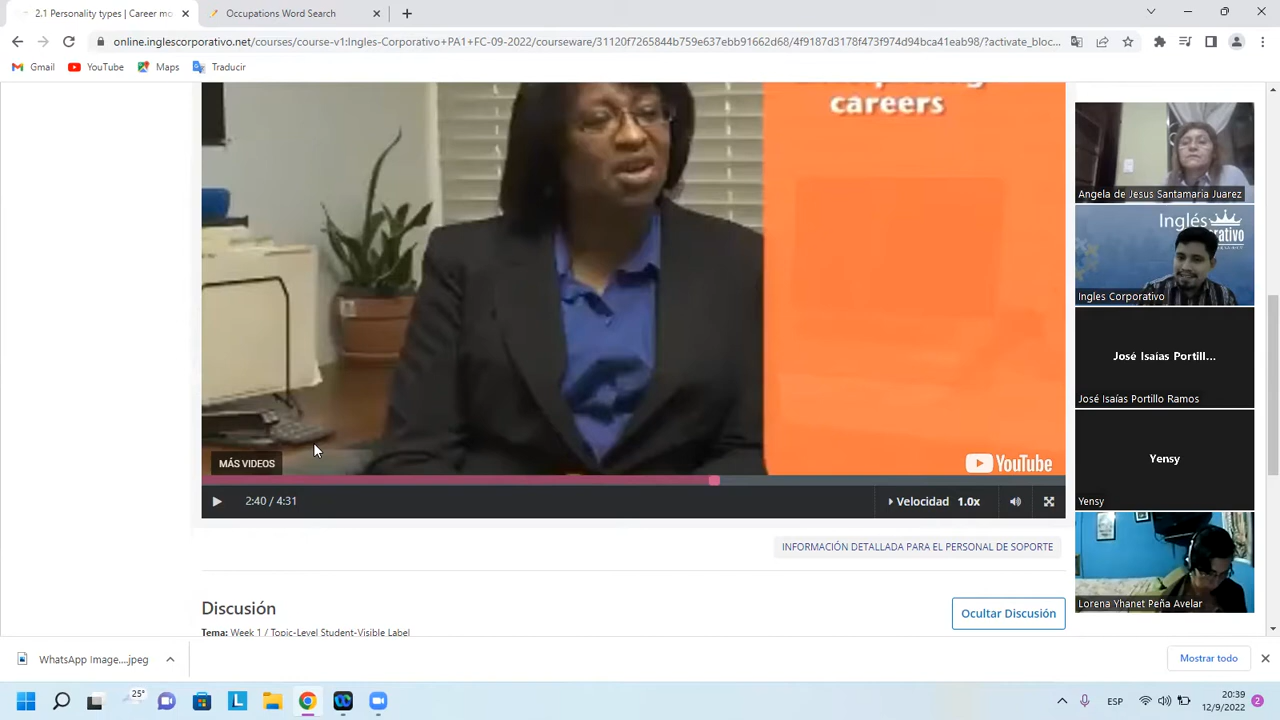 2.1 Personality types | Career mo
Occupations Word Search
online.inglescorporativo.net/courses/course-v1:Ingles-Corporativo+PA1+FC-09-2022/courseware/31120f7265844b759e637ebb91662d68/4f9187d3178f473f974d94bca41eab98/?activate_bloc...
Gmail
YouTube
Maps
Traducir
careers
MÁS VIDEOS
YouTube
2:40 / 4:31
Velocidad 1.0x
INFORMACIÓN DETALLADA PARA EL PERSONAL DE SOPORTE
Discusión
Ocultar Discusión
Tema: Week 1 / Topic-Level Student-Visible Label
Angela de Jesus Santamaria Juarez
Inglés
Ingles Corporativo
José Isaías Portill...
José Isaías Portillo Ramos
Yensy
Yensy
Lorena Yhanet Peña Avelar
WhatsApp Image....jpeg
Mostrar todo
25°
L
ESP
20:39
12/9/2022
2